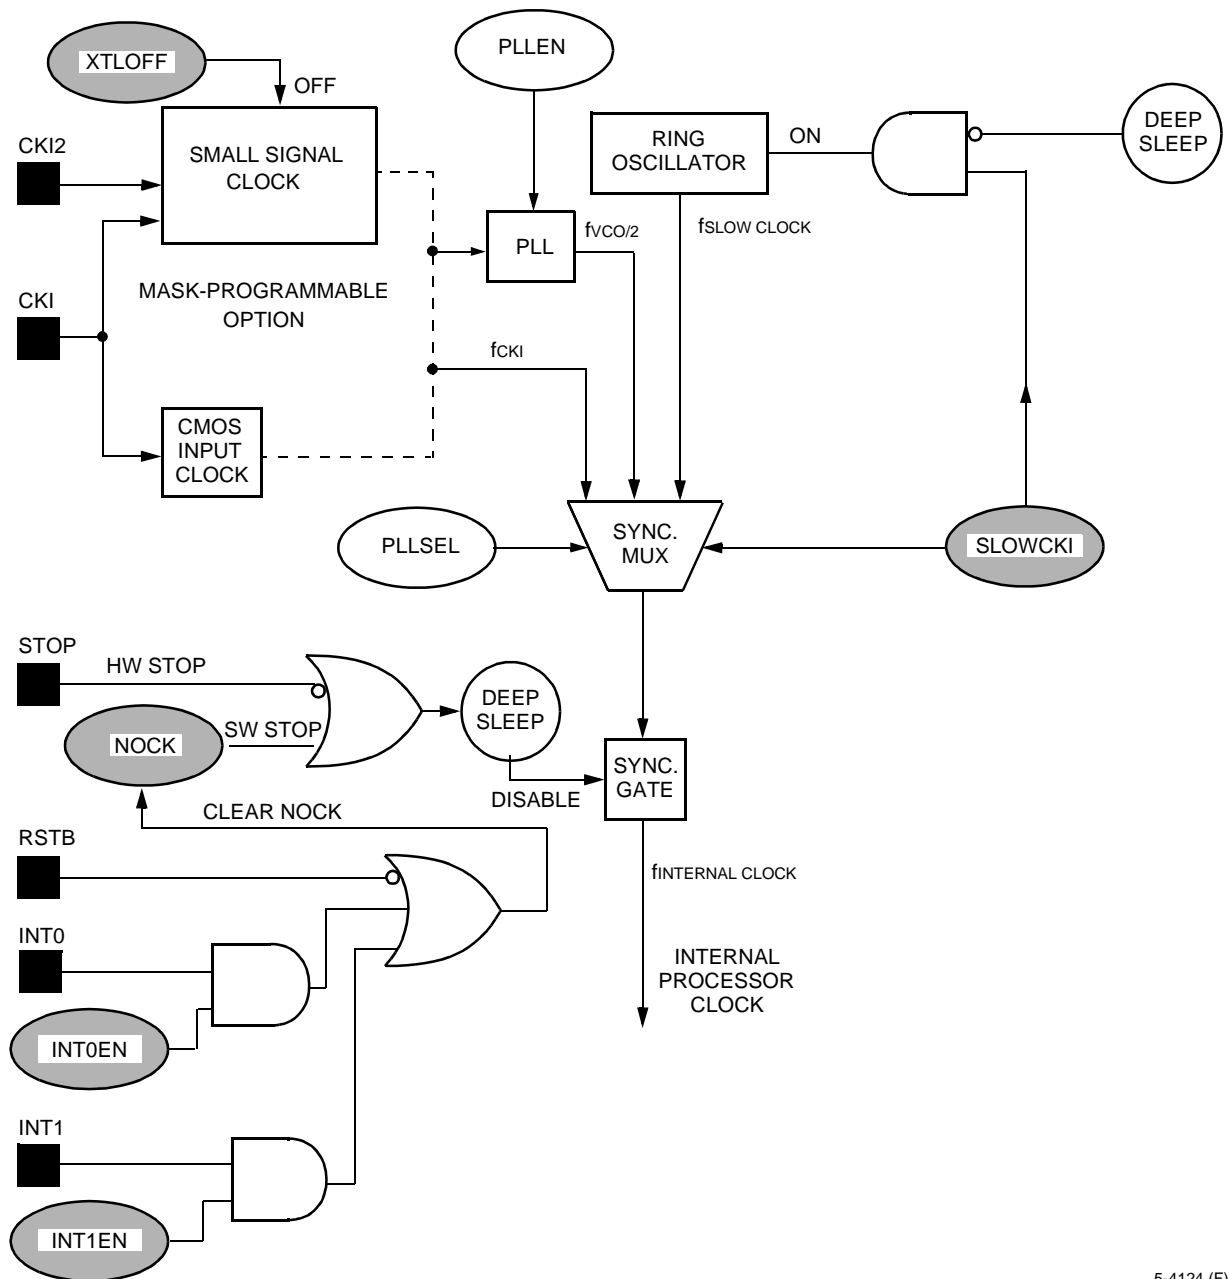 XTLOFF
OFF
PLLEN
CKI2
SMALL SIGNAL
CLOCK
RING
OSCILLATOR
ON
DEEP
SLEEP
PLL
fVCO/2
fSLOW CLOCK
CKI
MASK-PROGRAMMABLE
OPTION
fCKI
CMOS
INPUT
CLOCK
PLLSEL
SYNC.
MUX
SLOWCKI
STOP
HW STOP
NOCK
SW STOP
DEEP
SLEEP
DISABLE
SYNC.
GATE
CLEAR NOCK
RSTB
fINTERNAL CLOCK
INT0
INTERNAL
PROCESSOR
CLOCK
INT0EN
INT1
INT1EN
5-4124 (F)